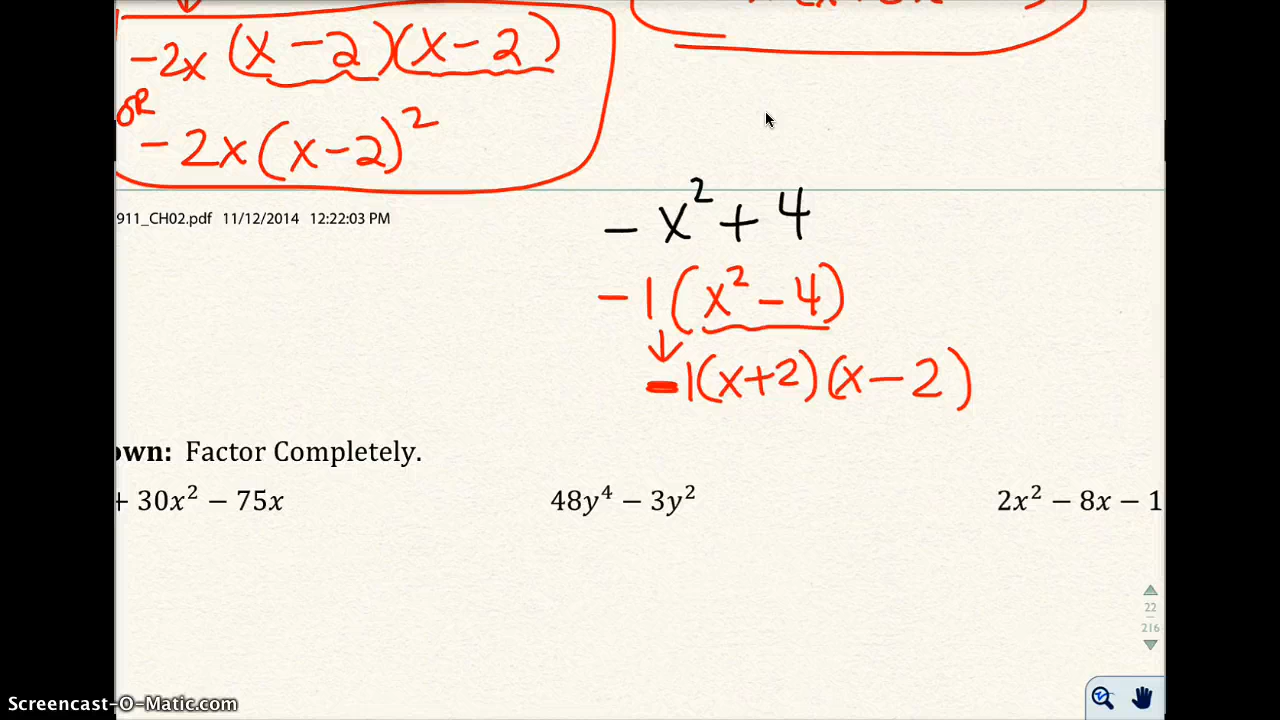 -2x (x-2)(x-2)
OR
-2x(x-2)²
911_CH02.pdf 11/12/2014 12:22:03 PM
-x²+4
-1(x²-4)
-1(x+2)(x-2)
own: Factor Completely.
+ 30x² − 75x
48y⁴ − 3y²
2x² − 8x − 1
22
216
Screencast-O-Matic.com